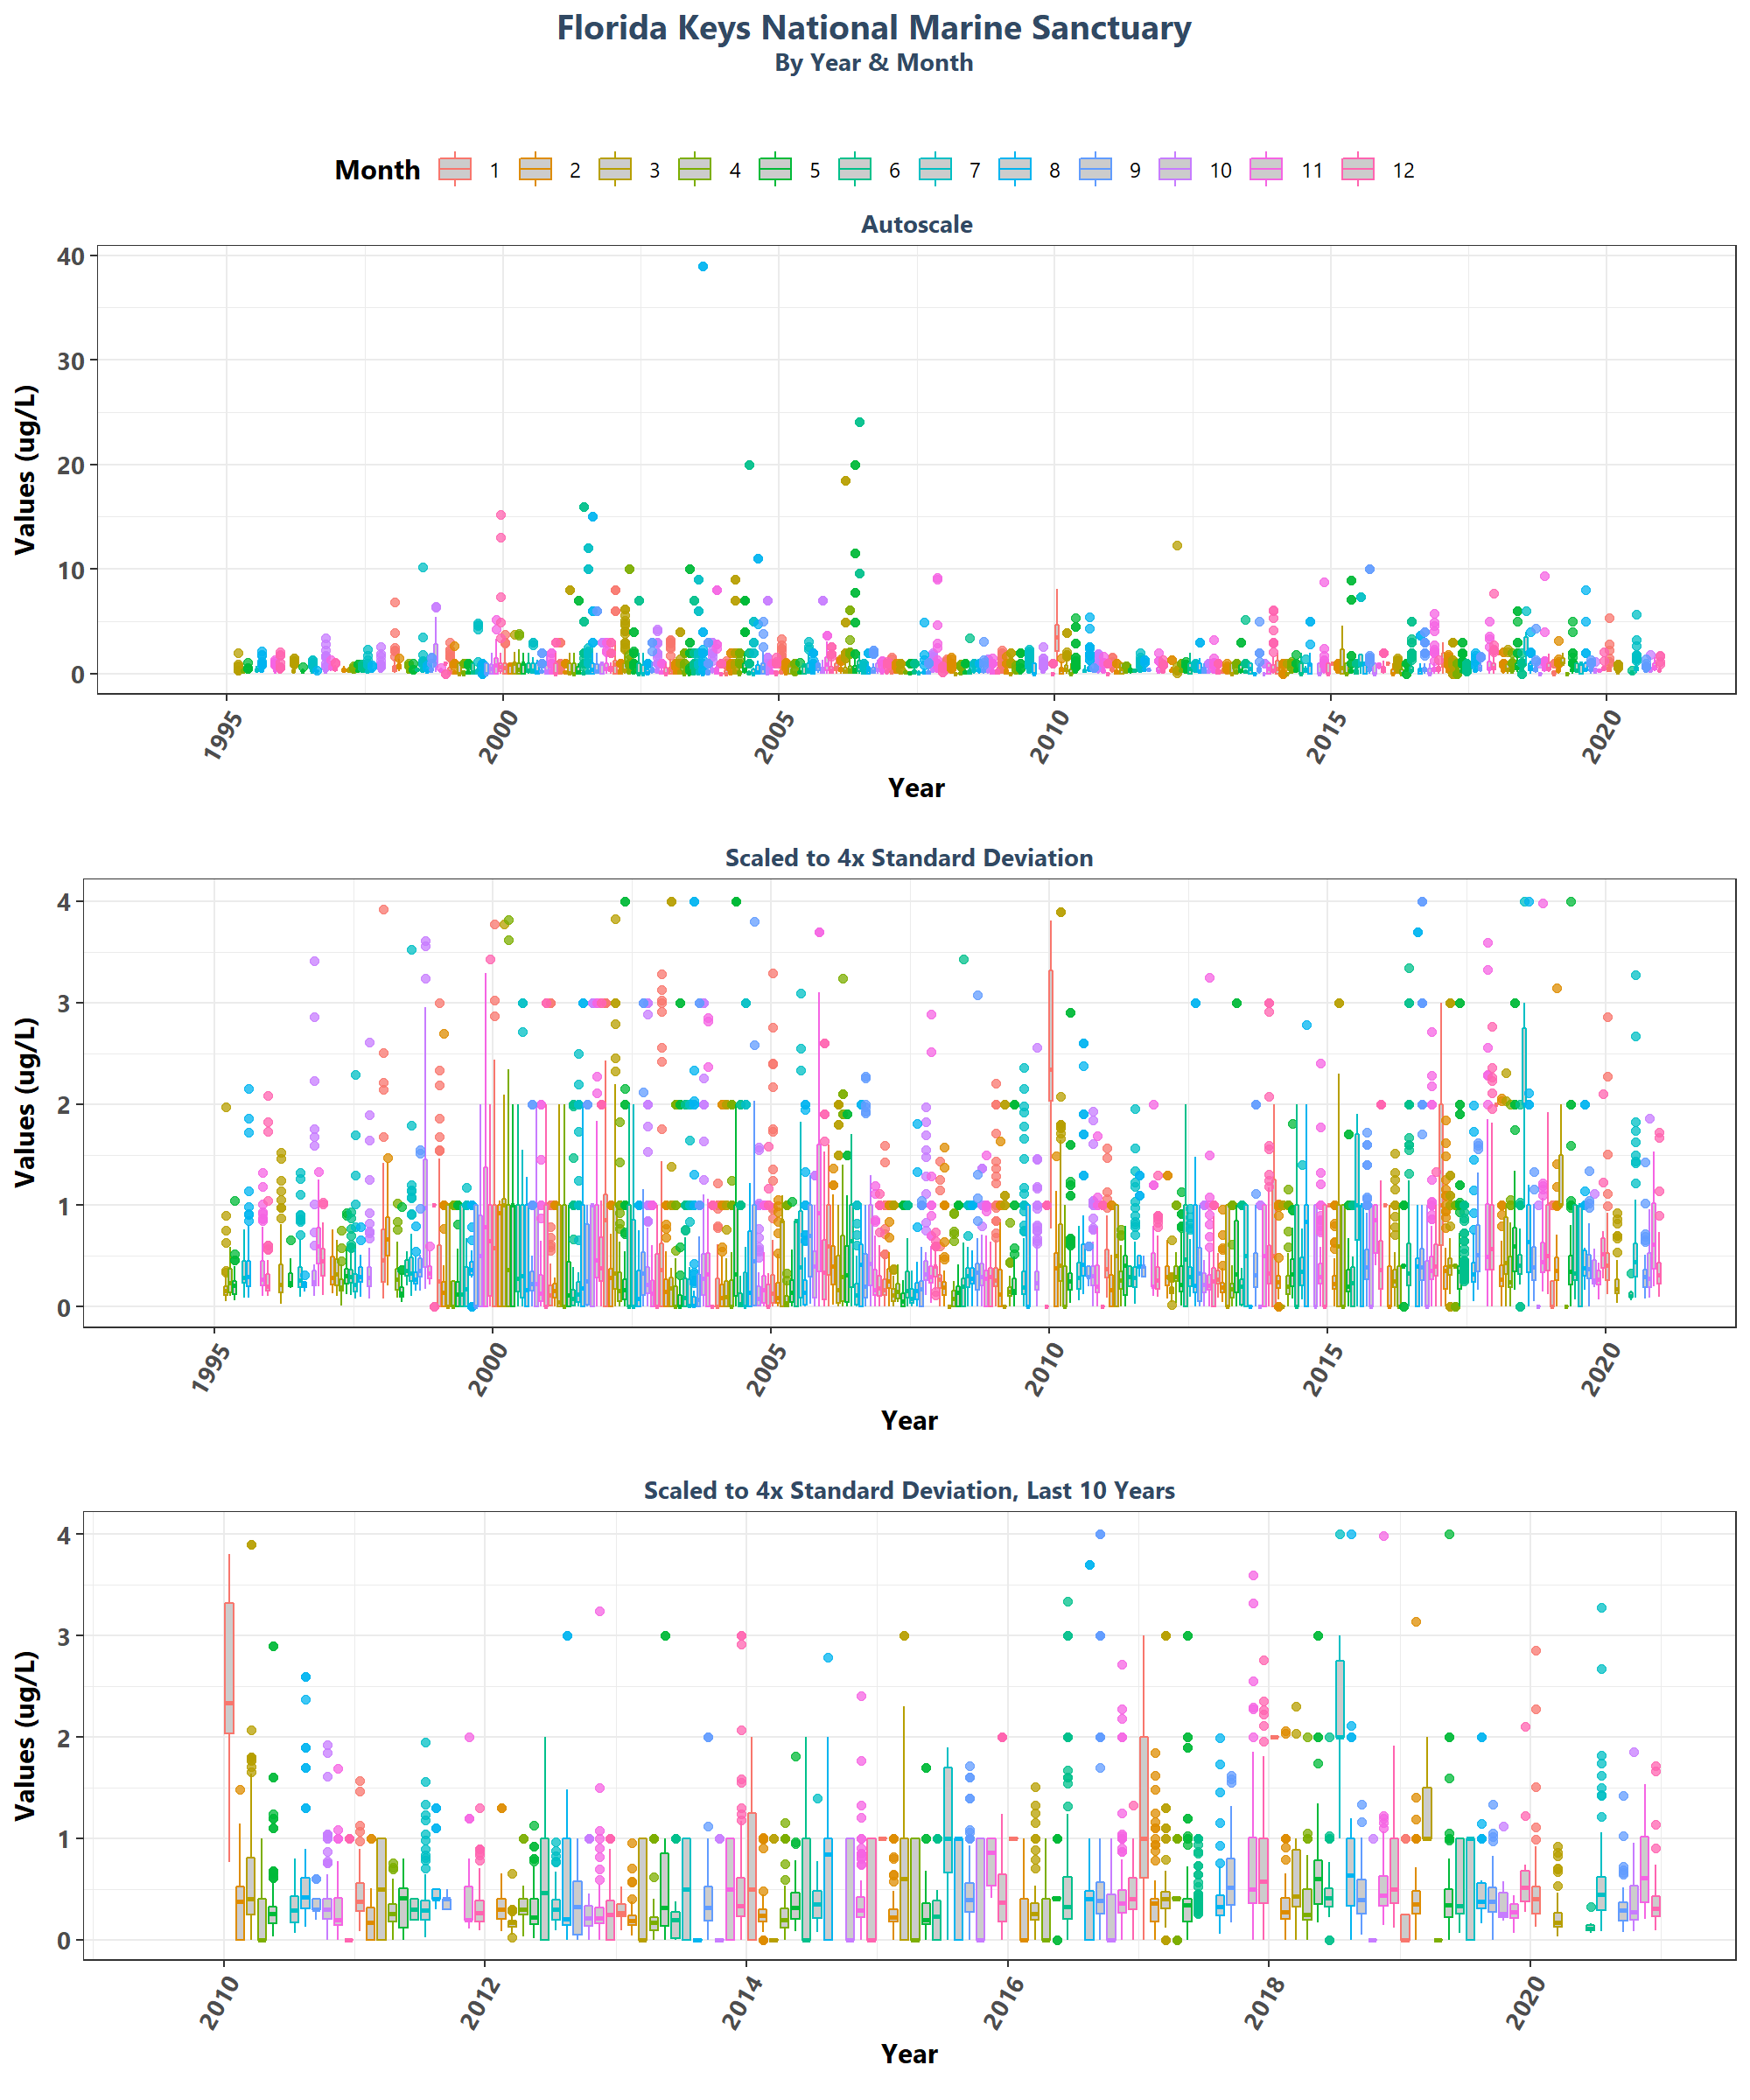 Florida Keys National Marine Sanctuary
By Year & Month
Month 1 2 3 4 5 6 7 8 9 10 11 12
Autoscale
Values (ug/L)
40
30
20
10
0
1995 2000 2005 2010 2015 2020
Year
Scaled to 4x Standard Deviation
Values (ug/L)
4
3
2
1
0
1995 2000 2005 2010 2015 2020
Year
Scaled to 4x Standard Deviation, Last 10 Years
Values (ug/L)
4
3
2
1
0
2010 2012 2014 2016 2018 2020
Year